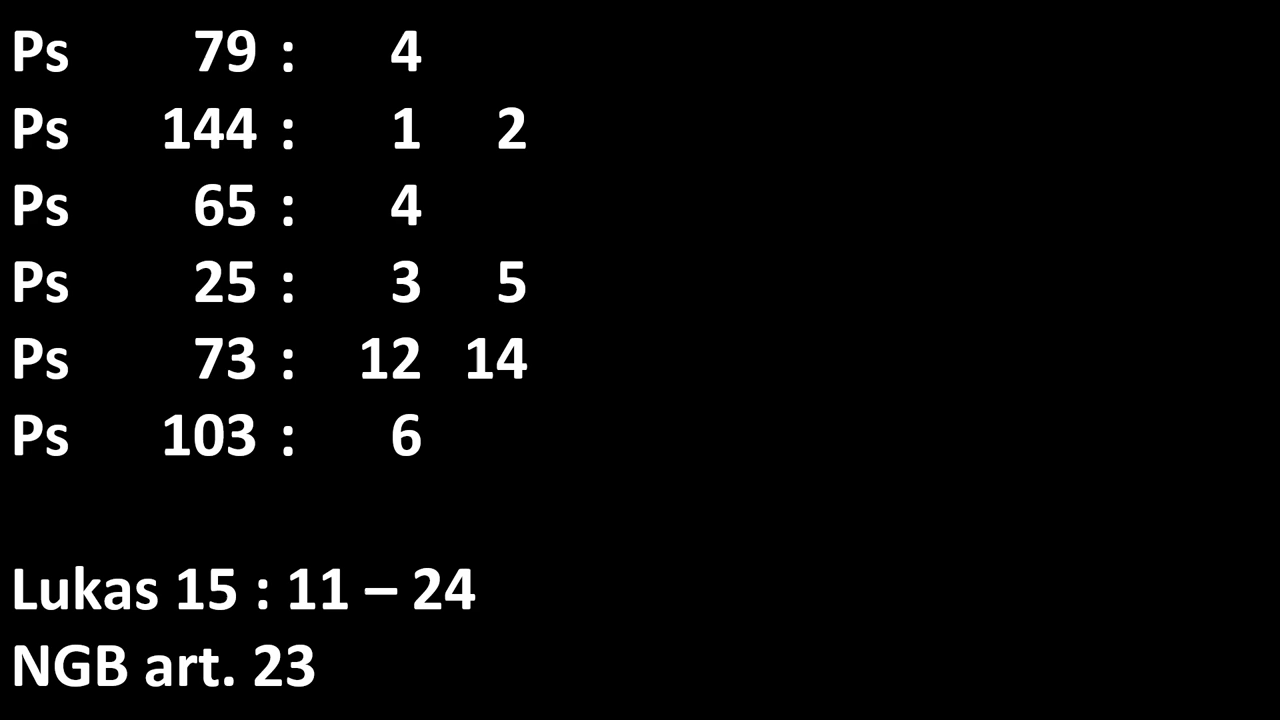 Ps 79 : 4
Ps 144 : 1 2
Ps 65 : 4
Ps 25 : 3 5
Ps 73 : 12 14
Ps 103 : 6
Lukas 15 : 11 – 24
NGB art. 23